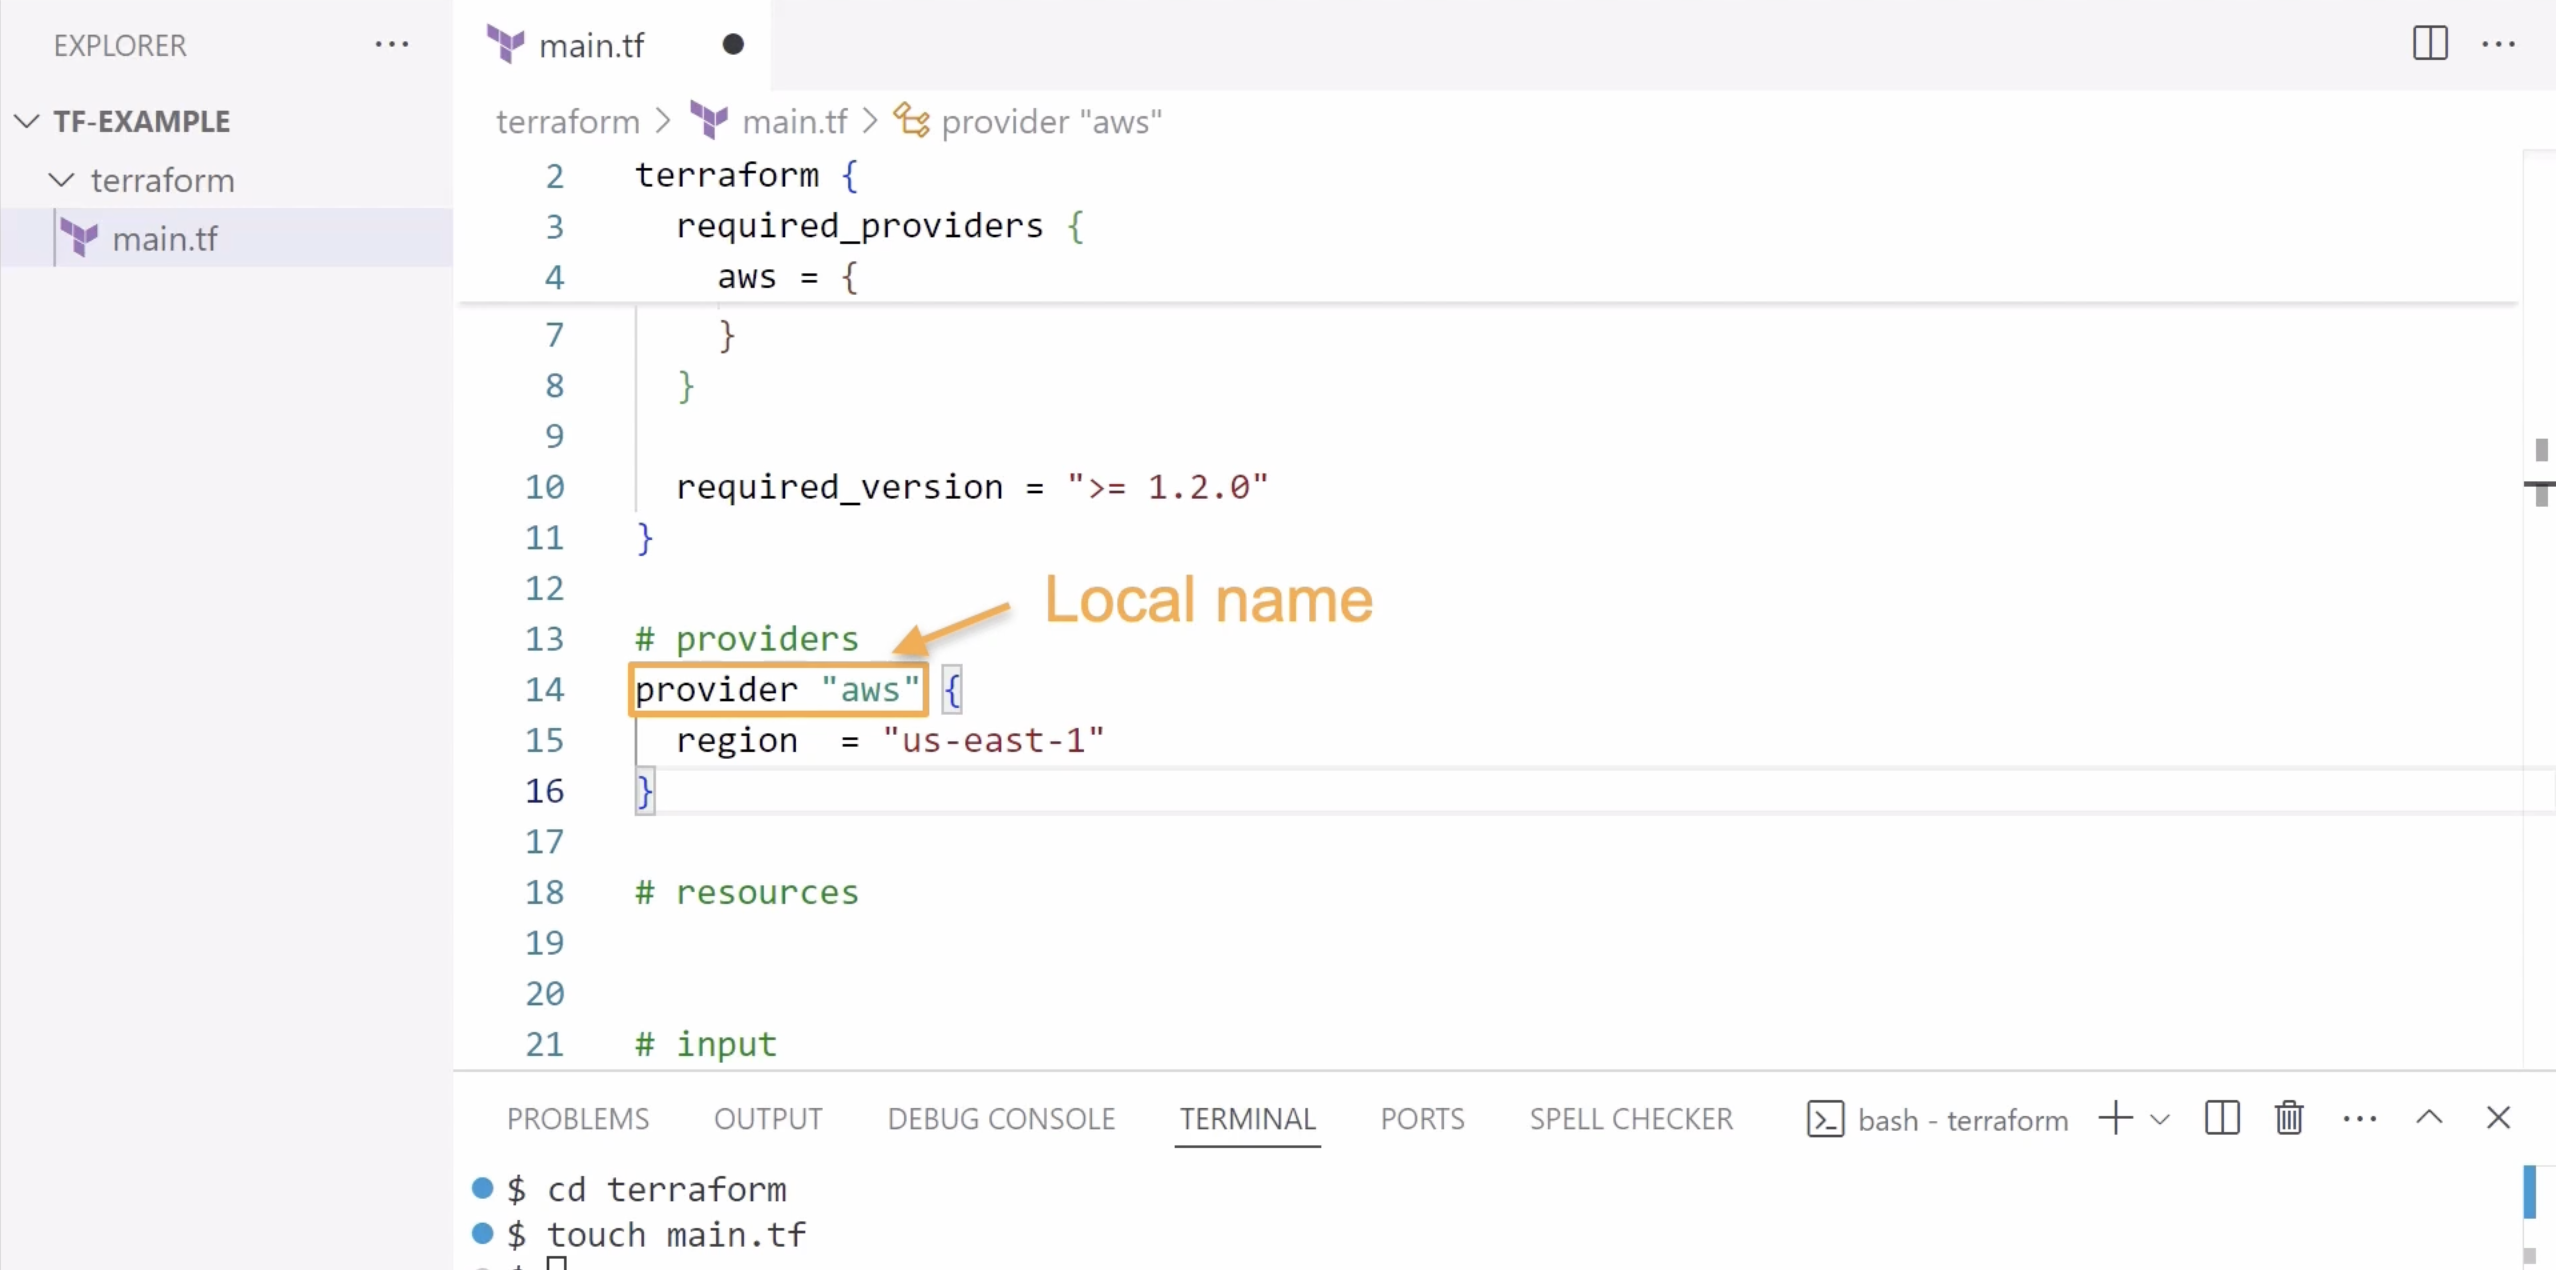 EXPLORER
main.tf
TF-EXAMPLE
terraform
main.tf
terraform > main.tf > provider "aws"
2 terraform {
3 required_providers {
4 aws = {
7 }
8 }
9
10 required_version = ">= 1.2.0"
11 }
12
Local name
13 # providers
14 provider "aws" {
15 region = "us-east-1"
16 }
17
18 # resources
19
20
21 # input
PROBLEMS OUTPUT DEBUG CONSOLE TERMINAL PORTS SPELL CHECKER bash - terraform
$ cd terraform
$ touch main.tf